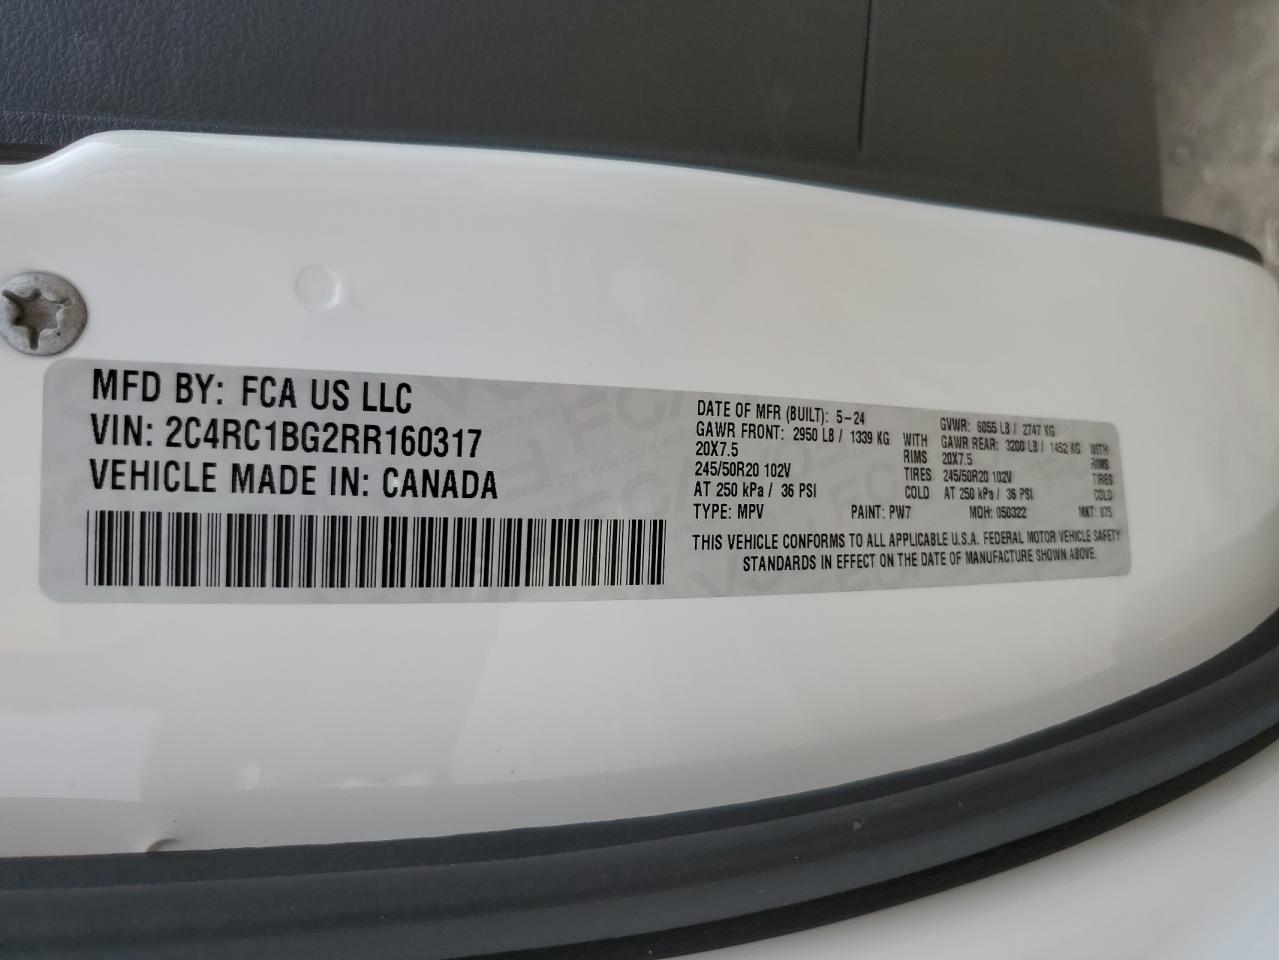 MFD BY: FCA US LLC
VIN: 2C4RC1BG2RR160317
VEHICLE MADE IN: CANADA
DATE OF MFR (BUILT): 5-24 GVWR: 6055 LB / 2747 KG
GAWR FRONT: 2950 LB / 1339 KG WITH GAWR REAR: 3200 LB / 1452 KG WITH
20X7.5 RIMS 20X7.5 RIMS
245/50R20 102V TIRES 245/50R20 102V TIRES
AT 250 kPa / 36 PSI COLD AT 250 kPa / 36 PSI COLD
TYPE: MPV PAINT: PW7 MDH: 050322 MKT: 375
THIS VEHICLE CONFORMS TO ALL APPLICABLE U.S.A. FEDERAL MOTOR VEHICLE SAFETY
STANDARDS IN EFFECT ON THE DATE OF MANUFACTURE SHOWN ABOVE.